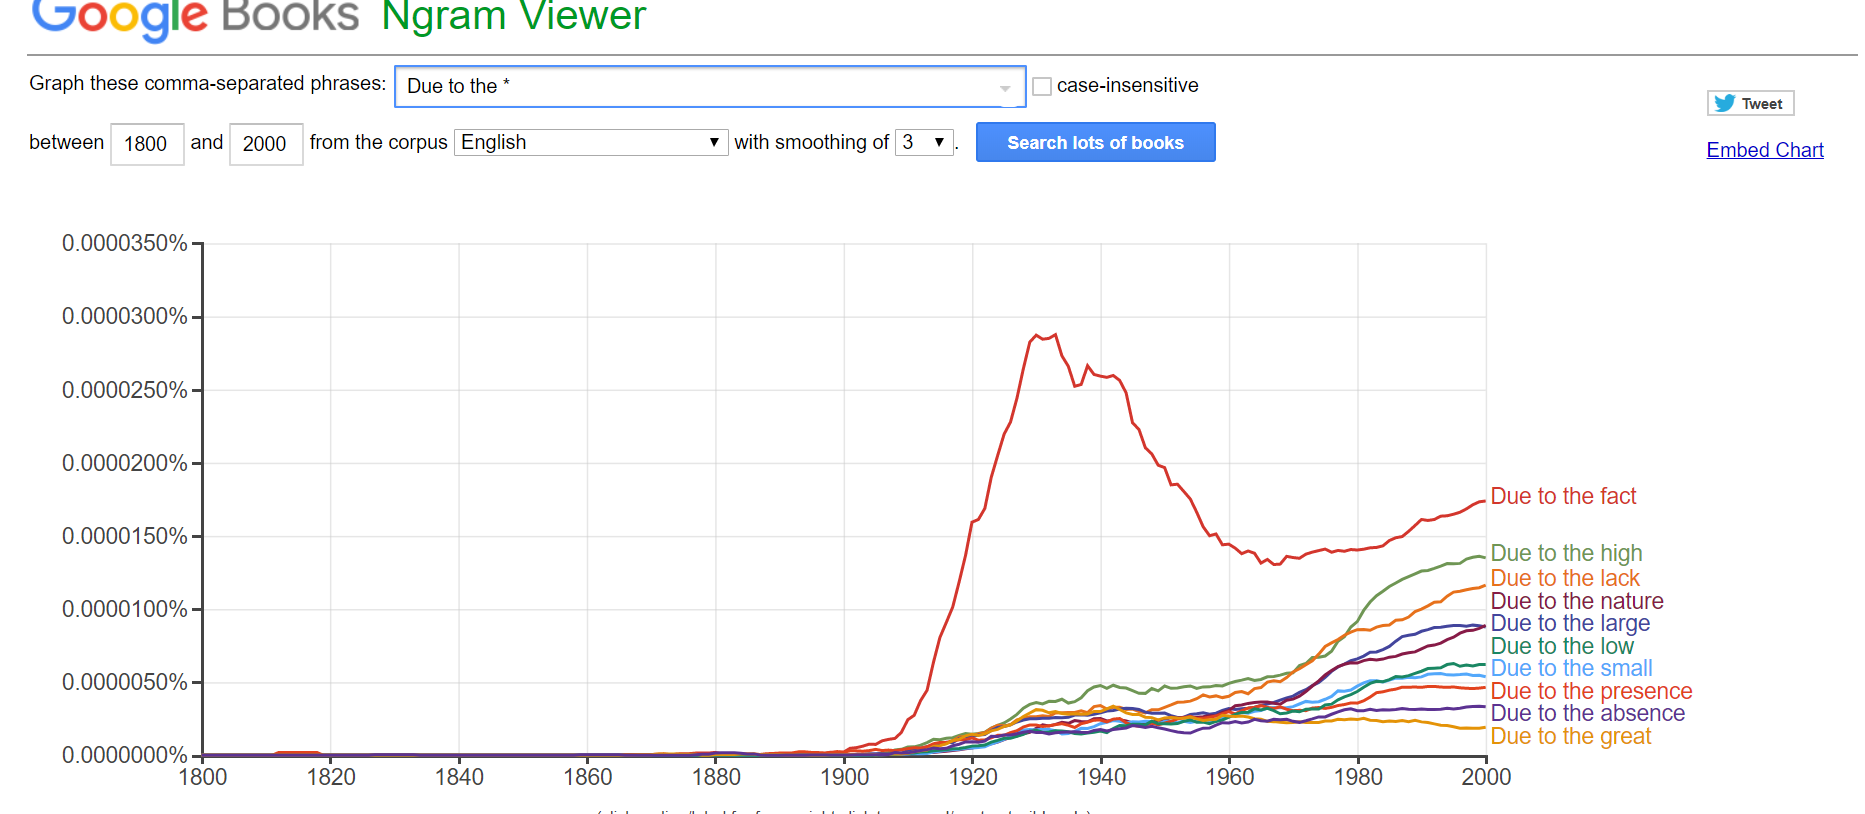 Google Books Ngram Viewer
Graph these comma-separated phrases: Due to the * case-insensitive
Tweet
between 1800 and 2000 from the corpus English with smoothing of 3 . Search lots of books
Embed Chart
0.0000350%
0.0000300%
0.0000250%
0.0000200%
0.0000150%
0.0000100%
0.0000050%
0.0000000%
Due to the fact
Due to the high
Due to the lack
Due to the nature
Due to the large
Due to the low
Due to the small
Due to the presence
Due to the absence
Due to the great
1800 1820 1840 1860 1880 1900 1920 1940 1960 1980 2000